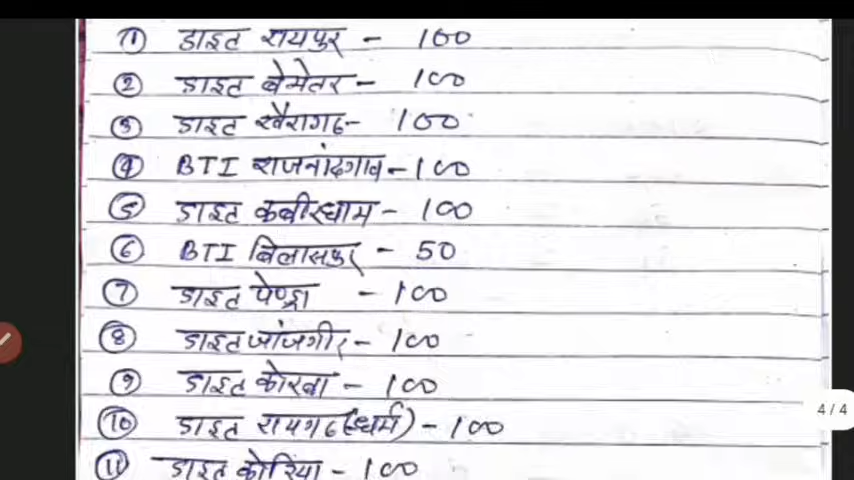 ① डाइट रायपुर - 100
② डाइट बेमेतर - 100
③ डाइट खैरागढ - 100
④ BTI राजनांदगाव - 100
⑤ डाइट कबीरधाम - 100
⑥ BTI बिलासपुर - 50
⑦ डाइट पेण्ड्रा - 100
⑧ डाइट जांजगीर - 100
⑨ डाइट कोरबा - 100
4/4
⑩ डाइट रायगढ (धर्म) - 100
⑪ डाइट कोरिया - 100